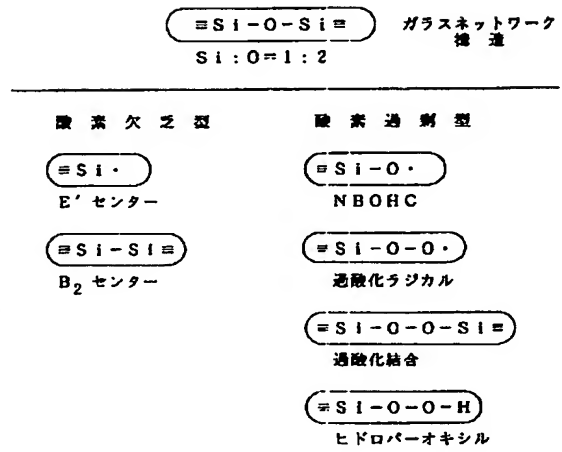 ≡Si-O-Si≡
ガラスネットワーク
構造
Si:O=1:2
酸素欠乏型
酸素過剰型
≡Si・
E′センター
≡Si-Si≡
B2センター
≡Si-O・
NBOHC
≡Si-O-O・
過酸化ラジカル
≡Si-O-O-Si≡
過酸化結合
≡Si-O-O-H
ヒドロパーオキシル